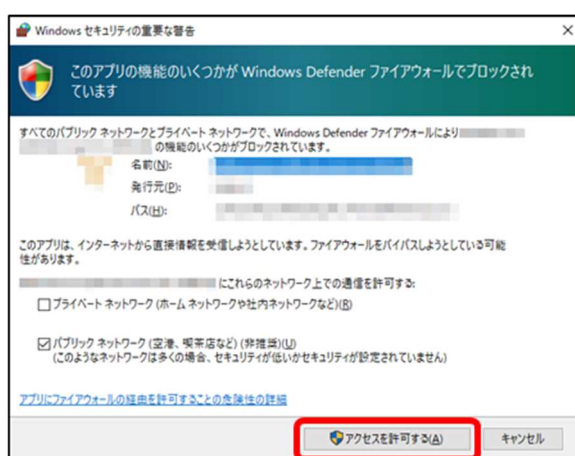 Windows セキュリティの重要な警告
このアプリの機能のいくつかが Windows Defender ファイアウォールでブロックされ
ています
すべてのパブリック ネットワークとプライベート ネットワークで、Windows Defender ファイアウォールにより
の機能のいくつかがブロックされています。
名前(N):
発行元(P):
パス(H):
このアプリは、インターネットから直接情報を受信しようとしています。ファイアウォールをバイパスしようとしている可能
性があります。
にこれらのネットワーク上での通信を許可する:
プライベート ネットワーク (ホーム ネットワークや社内ネットワークなど)(R)
パブリック ネットワーク (空港、喫茶店など) (非推奨)(U)
(このようなネットワークは多くの場合、セキュリティが低いかセキュリティが設定されていません)
アプリにファイアウォールの経由を許可することの危険性の詳細
アクセスを許可する(A)
キャンセル